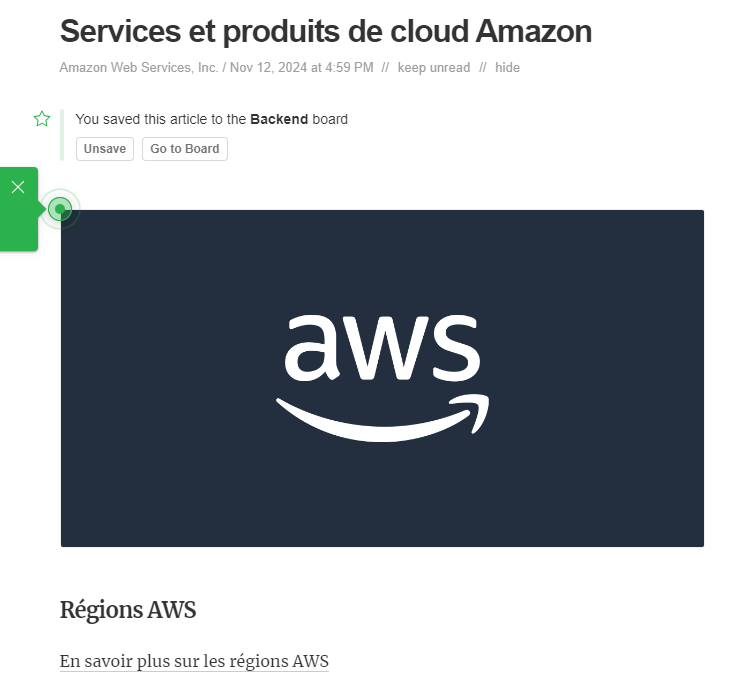 Services et produits de cloud Amazon
Amazon Web Services, Inc. / Nov 12, 2024 at 4:59 PM // keep unread // hide
You saved this article to the Backend board
Unsave Go to Board
aws
Régions AWS
En savoir plus sur les régions AWS